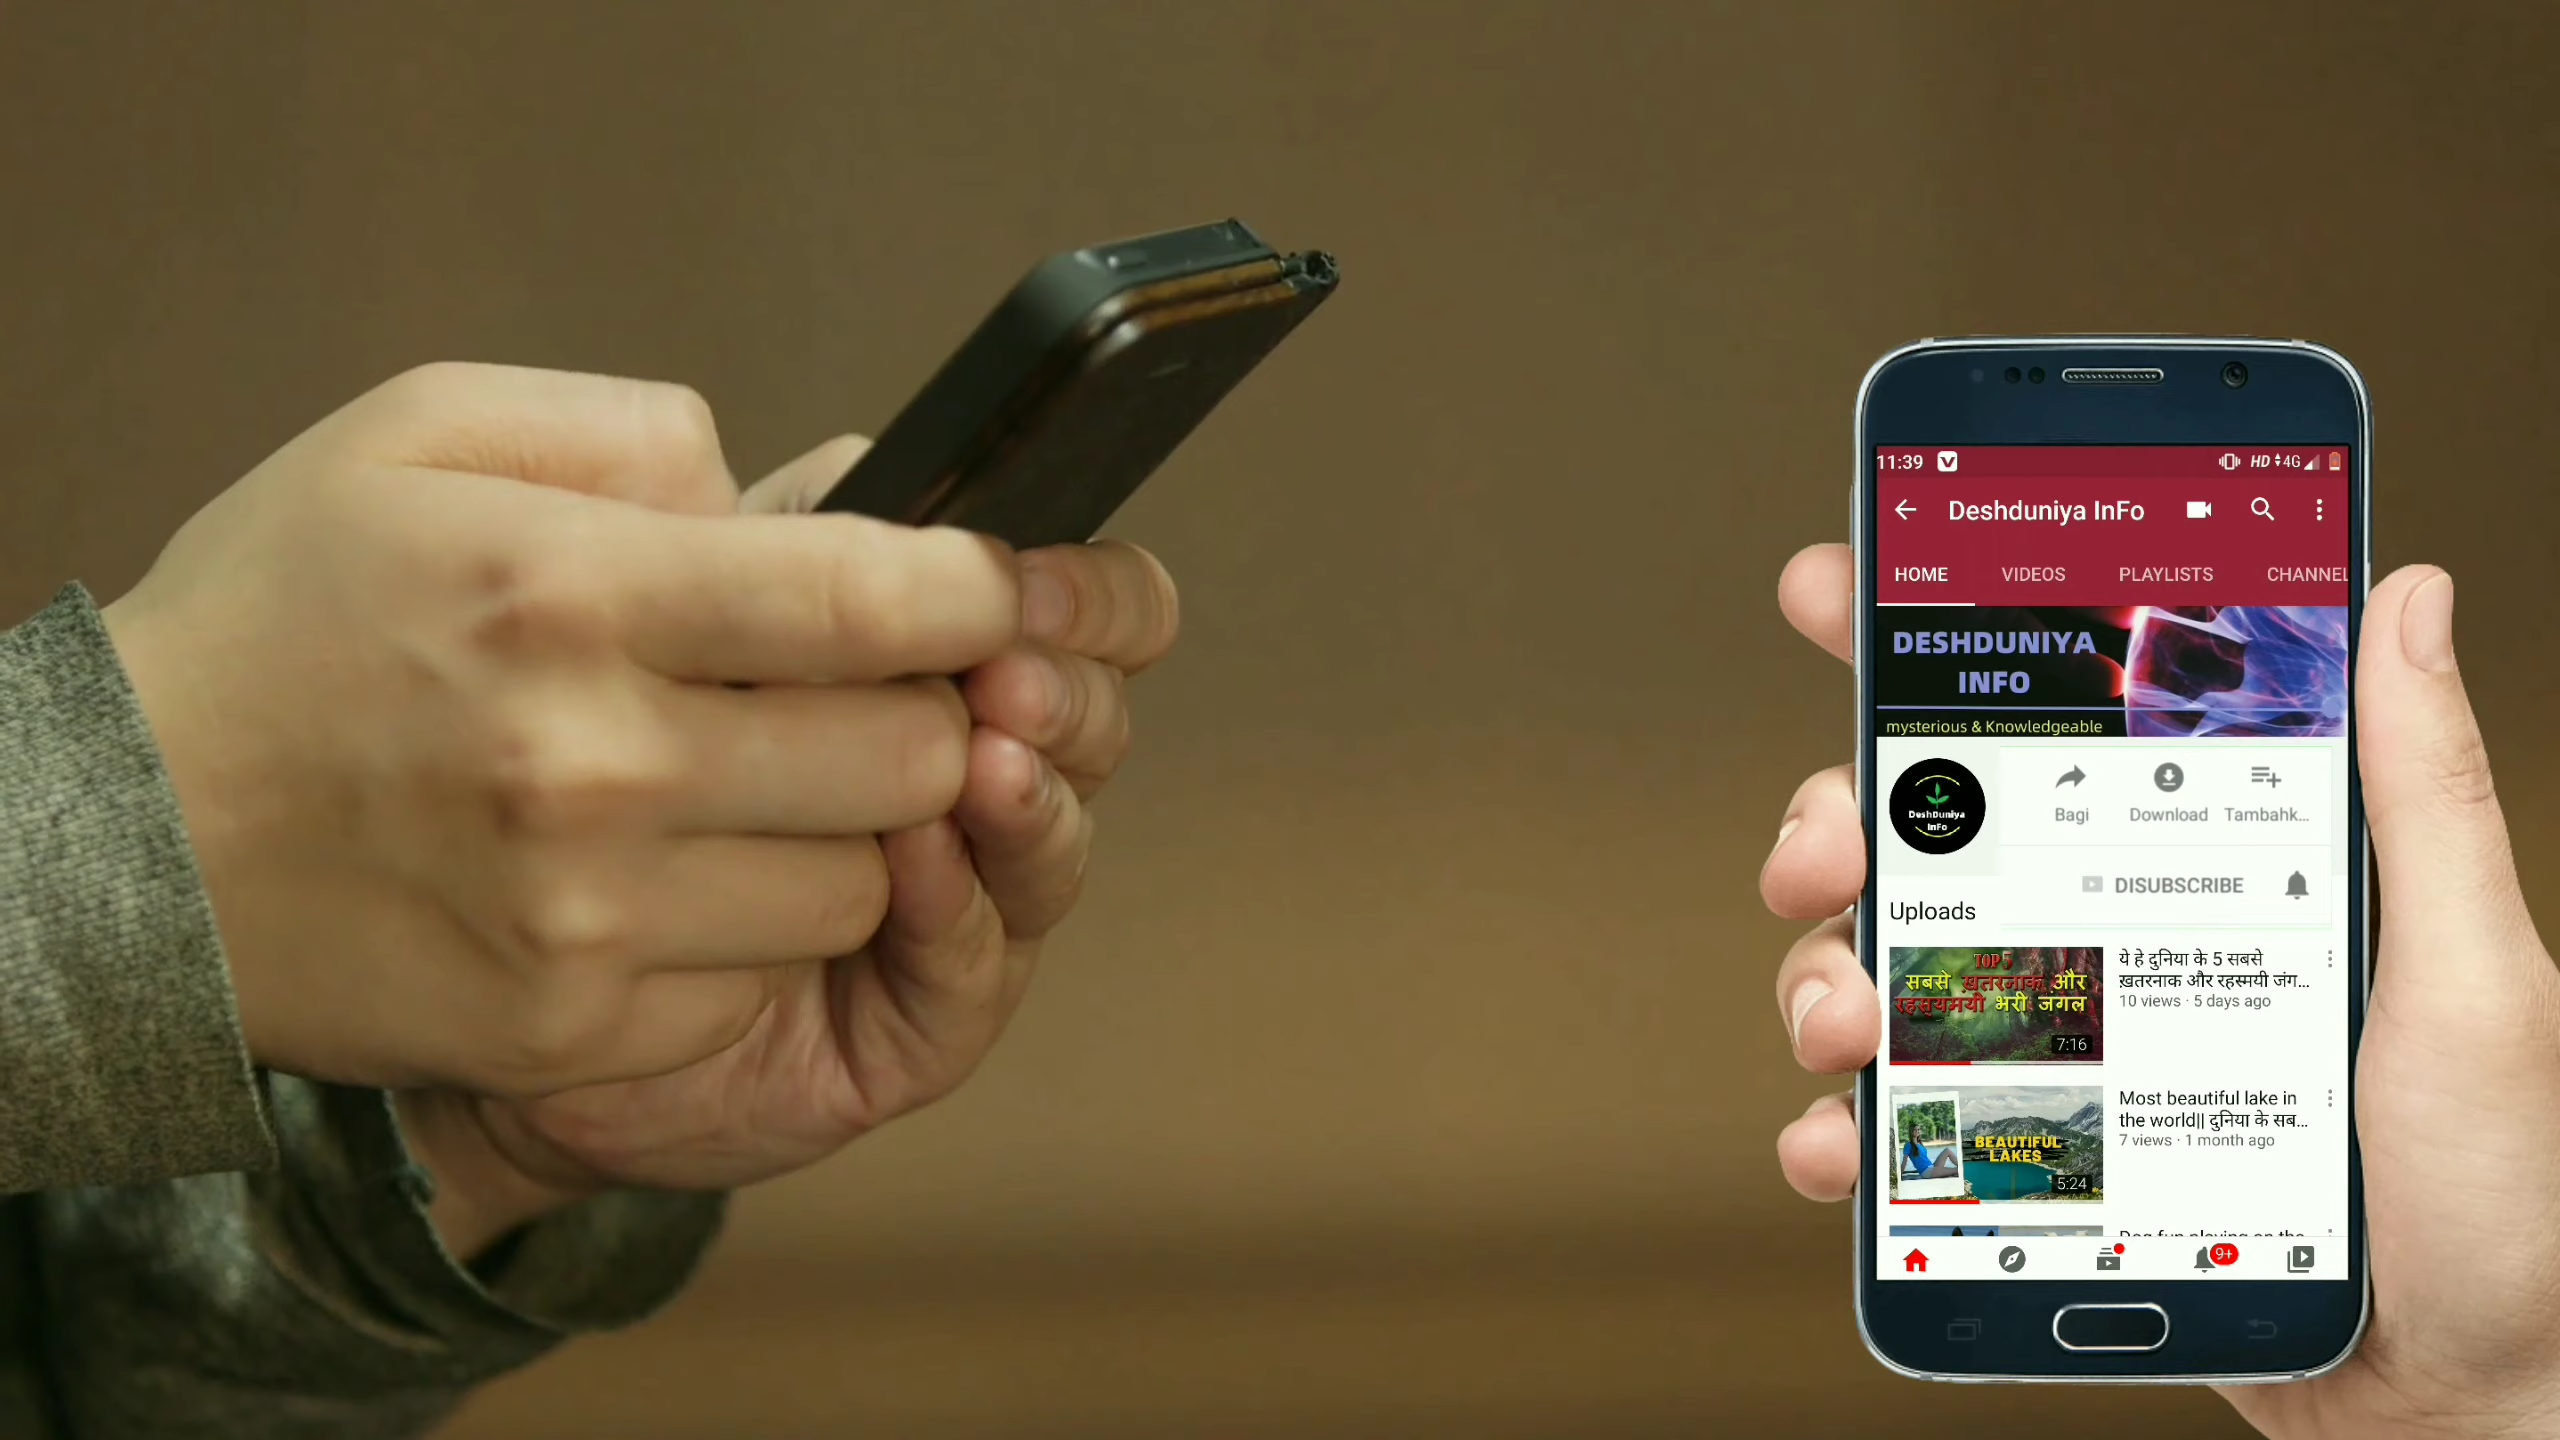 11:39
HD 4G
Deshduniya InFo
HOME VIDEOS PLAYLISTS CHANNEL
DESHDUNIYA
INFO
mysterious & Knowledgeable
DeshDuniya
InFo
Bagi Download Tambahk...
DISUBSCRIBE
Uploads
TOP 5
सबसे ख़तरनाक और
रहस्यमयी भरी जंगल
7:16
ये हे दुनिया के 5 सबसे
ख़तरनाक और रहस्मयी जंग...
10 views · 5 days ago
BEAUTIFUL
LAKES
5:24
Most beautiful lake in
the world|| दुनिया के सब...
7 views · 1 month ago
9+